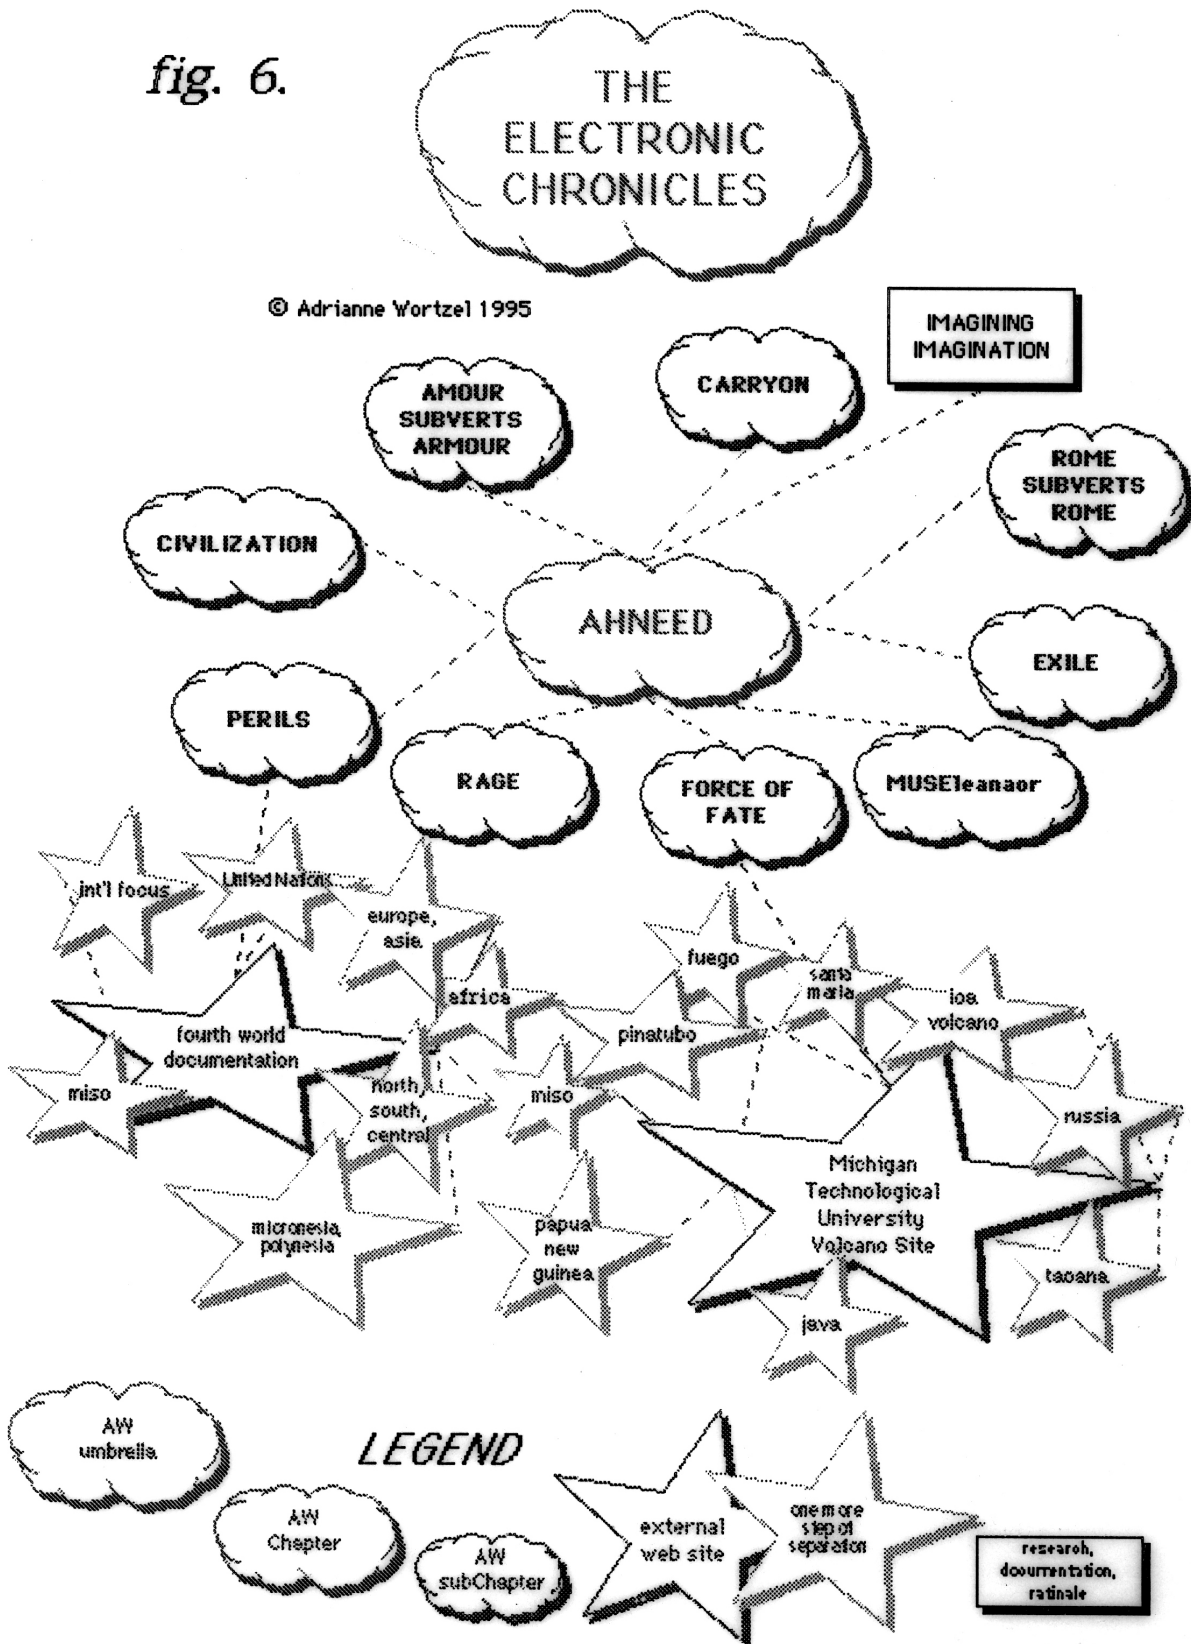 fig. 6.
THE
ELECTRONIC
CHRONICLES
© Adrianne Wortzel 1995
IMAGINING
IMAGINATION
CARRYON
AMOUR
SUBVERTS
ARMOUR
ROME
SUBVERTS
ROME
CIVILIZATION
AHNEED
EXILE
PERILS
RAGE
FORCE OF
FATE
MUSEleanaor
int'l focus
United Nations
europe,
asia
africa
fuego
santa
maria
ioa
volcano
fourth world
documentation
pinatubo
miso
north,
south,
central
miso
russia
Michigan
Technological
University
Volcano Site
micronesia,
polynesia
papua
new
guinea
taoana
java
LEGEND
AW
umbrella
AW
Chapter
AW
subChapter
external
web site
one more
step of
separation
research,
documentation,
ratinale